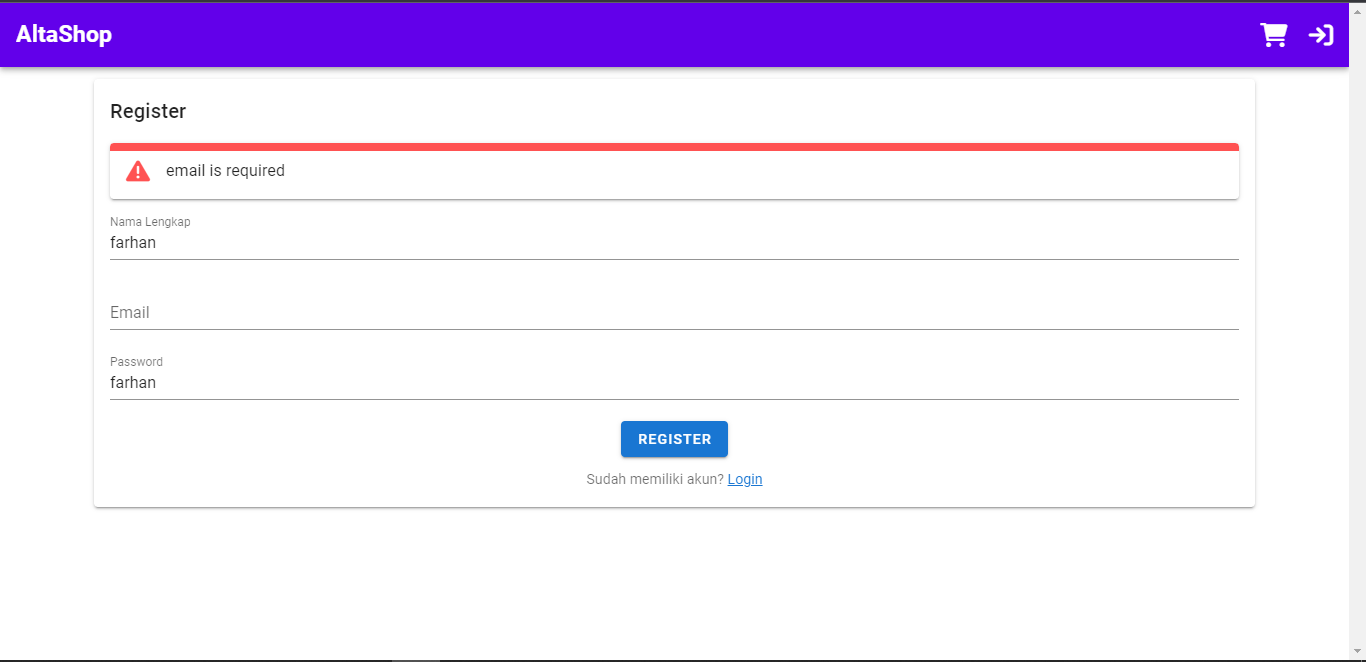 AltaShop
Register
email is required
Nama Lengkap
farhan
Email
Password
farhan
REGISTER
Sudah memiliki akun? Login